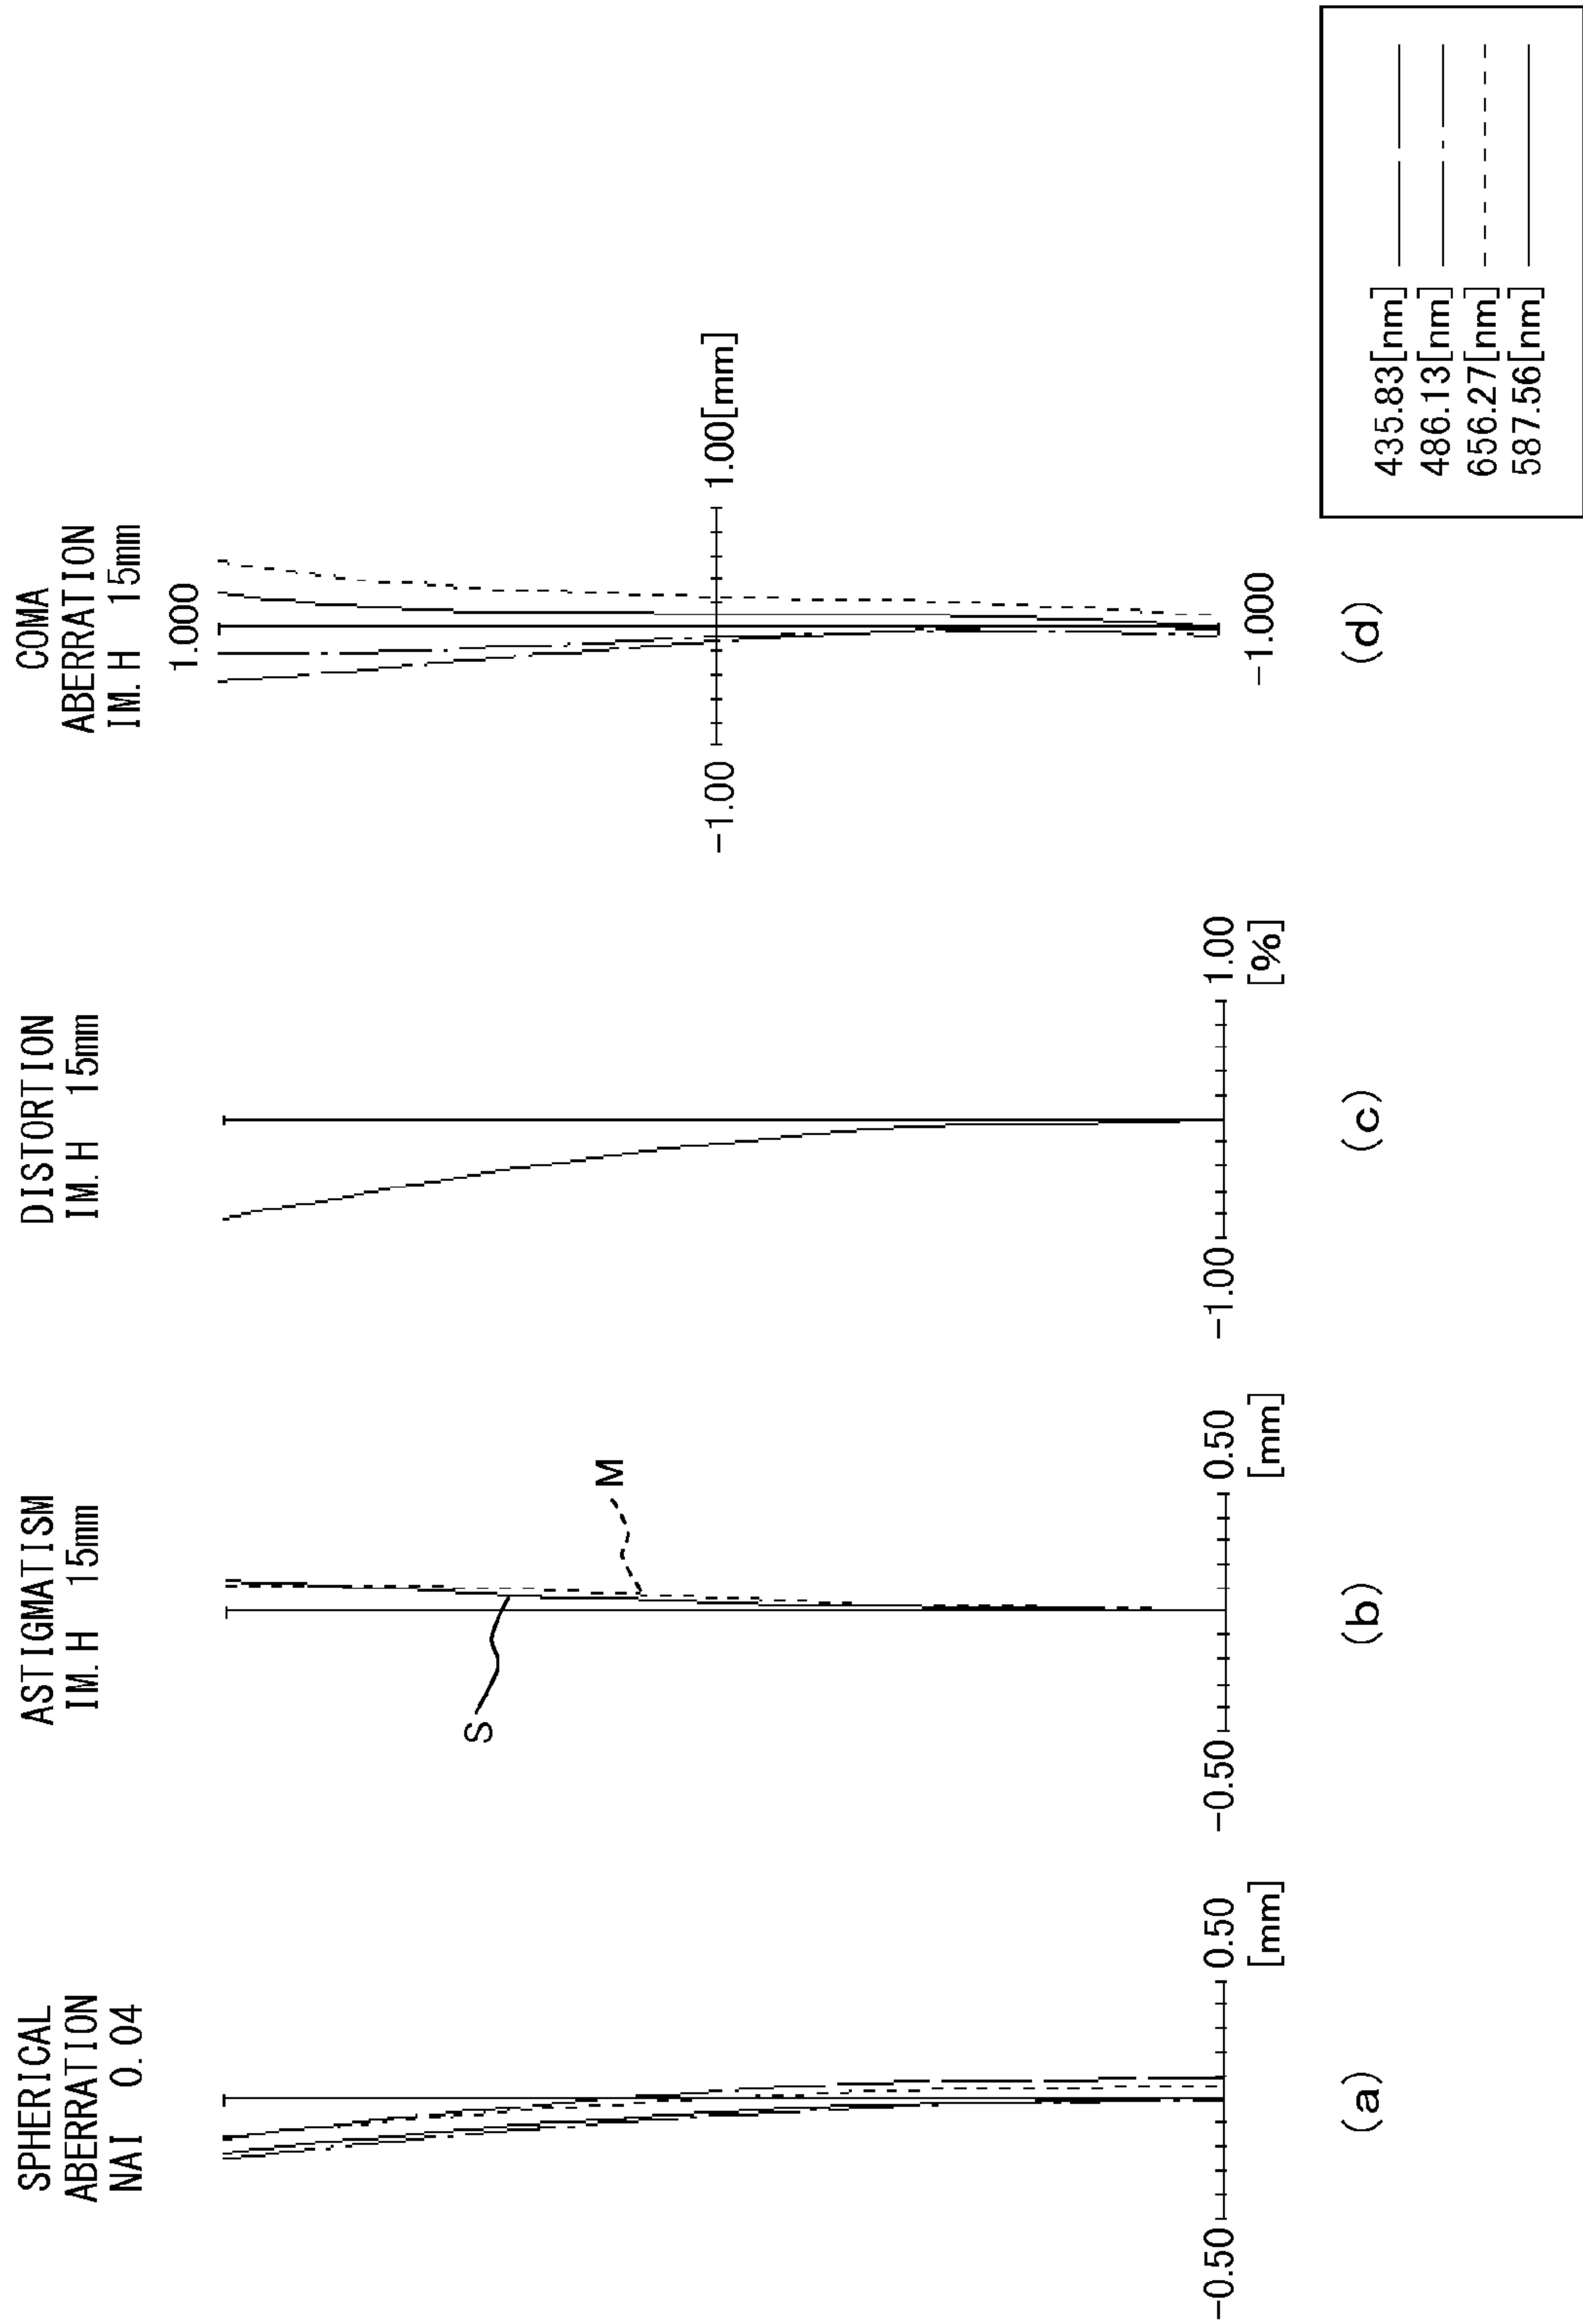 SPHERICAL
ABERRATION
NAI 0.04
-0.50
0.50
[mm]
(a)
ASTIGMATISM
IM.H 15mm
S
M
-0.50
0.50
[mm]
(b)
DISTORTION
IM.H 15mm
-1.00
1.00
[%]
(c)
COMA
ABERRATION
IM.H 15mm
1.000
-1.00
1.00[mm]
-1.000
(d)
435.83[nm]
486.13[nm]
656.27[nm]
587.56[nm]